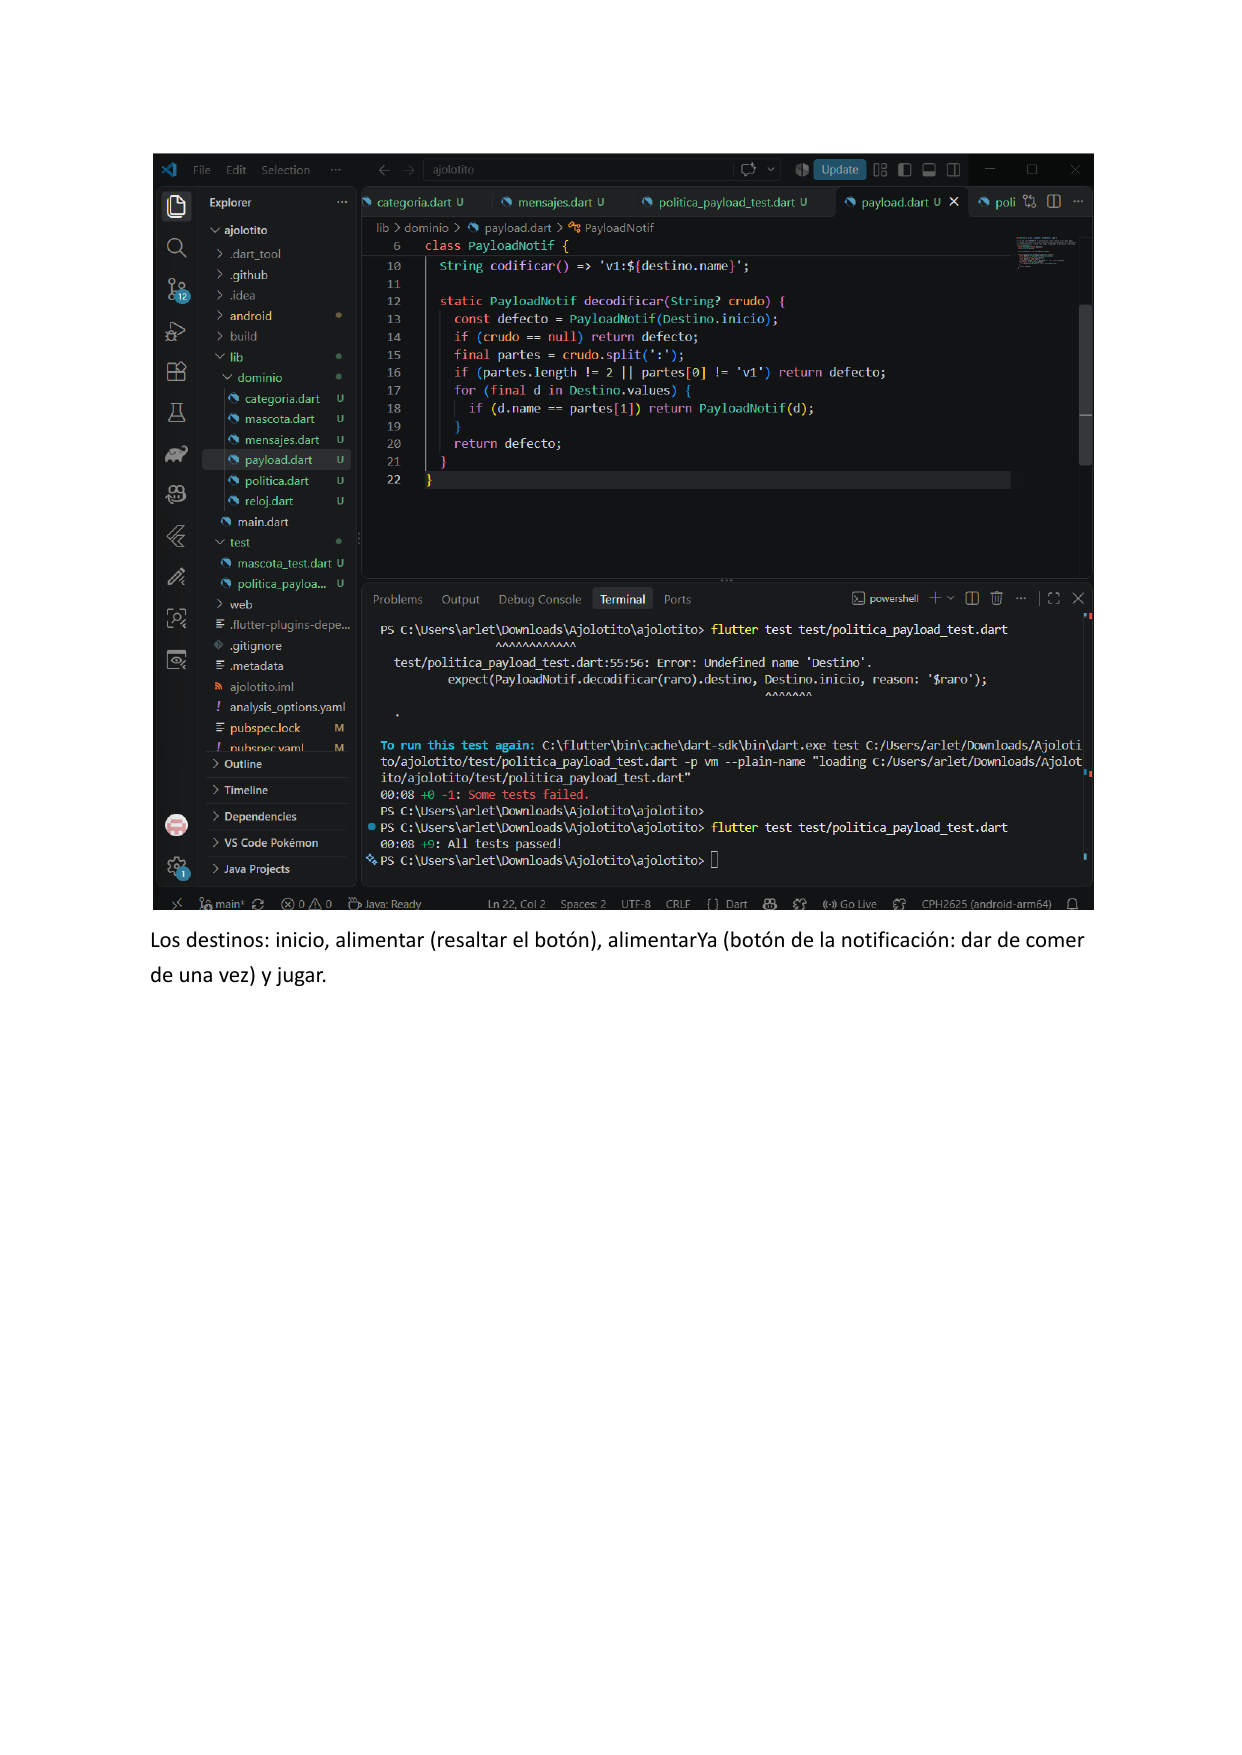 File Edit Selection ··· ajolotito Update
Explorer ···
ajolotito
.dart_tool
.github
.idea
android
build
lib
dominio
categoria.dart U
mascota.dart U
mensajes.dart U
payload.dart U
politica.dart U
reloj.dart U
main.dart
test
mascota_test.dart U
politica_payloa... U
web
.flutter-plugins-depe...
.gitignore
.metadata
ajolotito.iml
analysis_options.yaml
pubspec.lock M
pubspec.yaml M
Outline
Timeline
Dependencies
VS Code Pokémon
Java Projects
12
1
categoria.dart U mensajes.dart U politica_payload_test.dart U payload.dart U poli ···
lib > dominio > payload.dart > PayloadNotif
6 class PayloadNotif {
10 String codificar() => 'v1:${destino.name}';
11
12 static PayloadNotif decodificar(String? crudo) {
13 const defecto = PayloadNotif(Destino.inicio);
14 if (crudo == null) return defecto;
15 final partes = crudo.split(':');
16 if (partes.length != 2 || partes[0] != 'v1') return defecto;
17 for (final d in Destino.values) {
18 if (d.name == partes[1]) return PayloadNotif(d);
19 }
20 return defecto;
21 }
22 }
Problems Output Debug Console Terminal Ports powershell ···
PS C:\Users\arlet\Downloads\Ajolotito\ajolotito> flutter test test/politica_payload_test.dart
^^^^^^^^^^^^
test/politica_payload_test.dart:55:56: Error: Undefined name 'Destino'.
expect(PayloadNotif.decodificar(raro).destino, Destino.inicio, reason: '$raro');
^^^^^^^
.
To run this test again: C:\flutter\bin\cache\dart-sdk\bin\dart.exe test C:/Users/arlet/Downloads/Ajoloti
to/ajolotito/test/politica_payload_test.dart -p vm --plain-name "loading C:/Users/arlet/Downloads/Ajolot
ito/ajolotito/test/politica_payload_test.dart"
00:08 +0 -1: Some tests failed.
PS C:\Users\arlet\Downloads\Ajolotito\ajolotito>
PS C:\Users\arlet\Downloads\Ajolotito\ajolotito> flutter test test/politica_payload_test.dart
00:08 +9: All tests passed!
PS C:\Users\arlet\Downloads\Ajolotito\ajolotito>
main* 0 0 Java: Ready Ln 22, Col 2 Spaces: 2 UTF-8 CRLF {} Dart Go Live CPH2625 (android-arm64)
Los destinos: inicio, alimentar (resaltar el botón), alimentarYa (botón de la notificación: dar de comer
de una vez) y jugar.